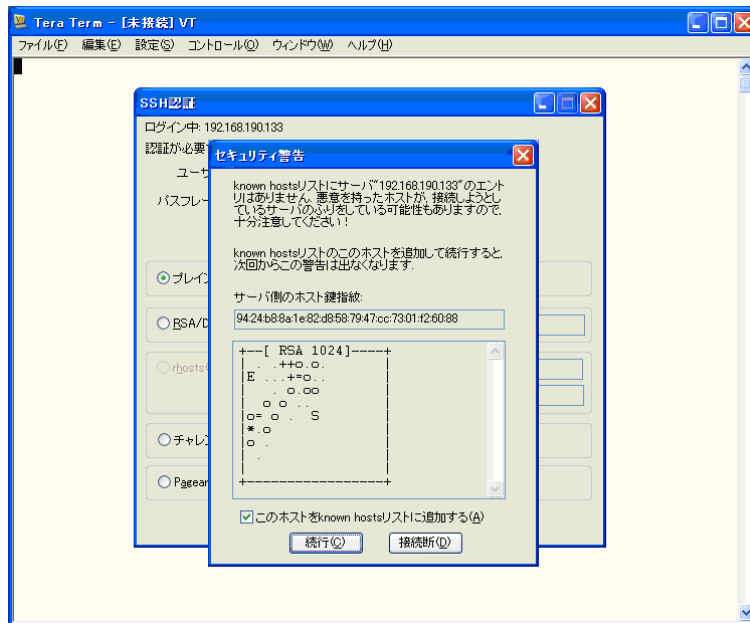 Tera Term - [未接続] VT
ファイル(F) 編集(E) 設定(S) コントロール(O) ウィンドウ(W) ヘルプ(H)
SSH認証
ログイン中: 192.168.190.133
認証が必要
セキュリティ警告
ユーサ
パスフレー
known hostsリストにサーバ"192.168.190.133"のエント
リはありません. 悪意を持ったホストが, 接続しようとし
ているサーバのふりをしている可能性もありますので,
十分注意してください!
known hostsリストのこのホストを追加して続行すると,
次回からこの警告は出なくなります.
プレイン
サーバ側のホスト鍵指紋:
94:24:b8:8a:1e:82:d8:58:79:47:cc:73:01:f2:60:88
RSA/D
+--[ RSA 1024]----+
|  . .++o.o.      |
|E . ..+=o..      |
|     . o.oo      |
|    o o ..       |
|o= o  .  S       |
|*.o              |
|o .              |
| .               |
|                 |
+-----------------+
rhosts
チャレン
Pagean
このホストをknown hostsリストに追加する(A)
続行(C) 接続断(D)